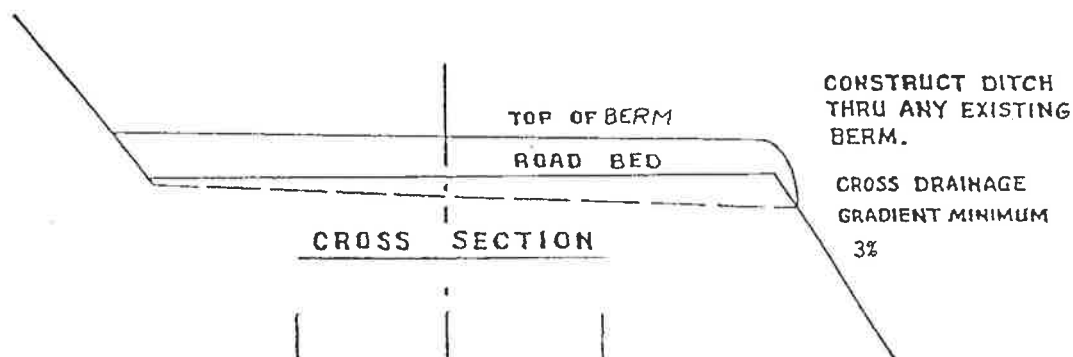 TOP OF BERM
ROAD BED
CROSS SECTION
CONSTRUCT DITCH
THRU ANY EXISTING
BERM.
CROSS DRAINAGE
GRADIENT MINIMUM
3%